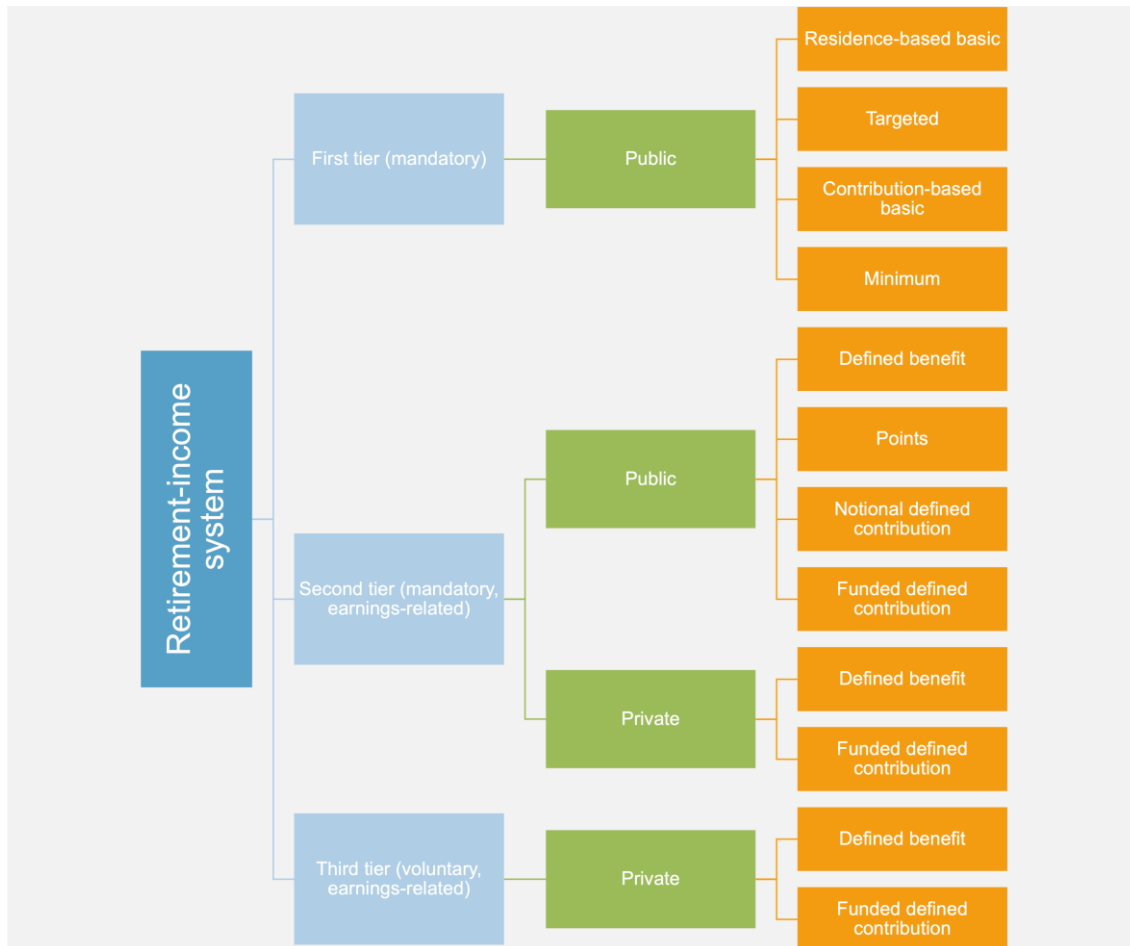 Retirement-income
system
First tier (mandatory)
Public
Residence-based basic
Targeted
Contribution-based
basic
Minimum
Second tier (mandatory,
earnings-related)
Public
Defined benefit
Points
Notional defined
contribution
Funded defined
contribution
Private
Defined benefit
Funded defined
contribution
Third tier (voluntary,
earnings-related)
Private
Defined benefit
Funded defined
contribution